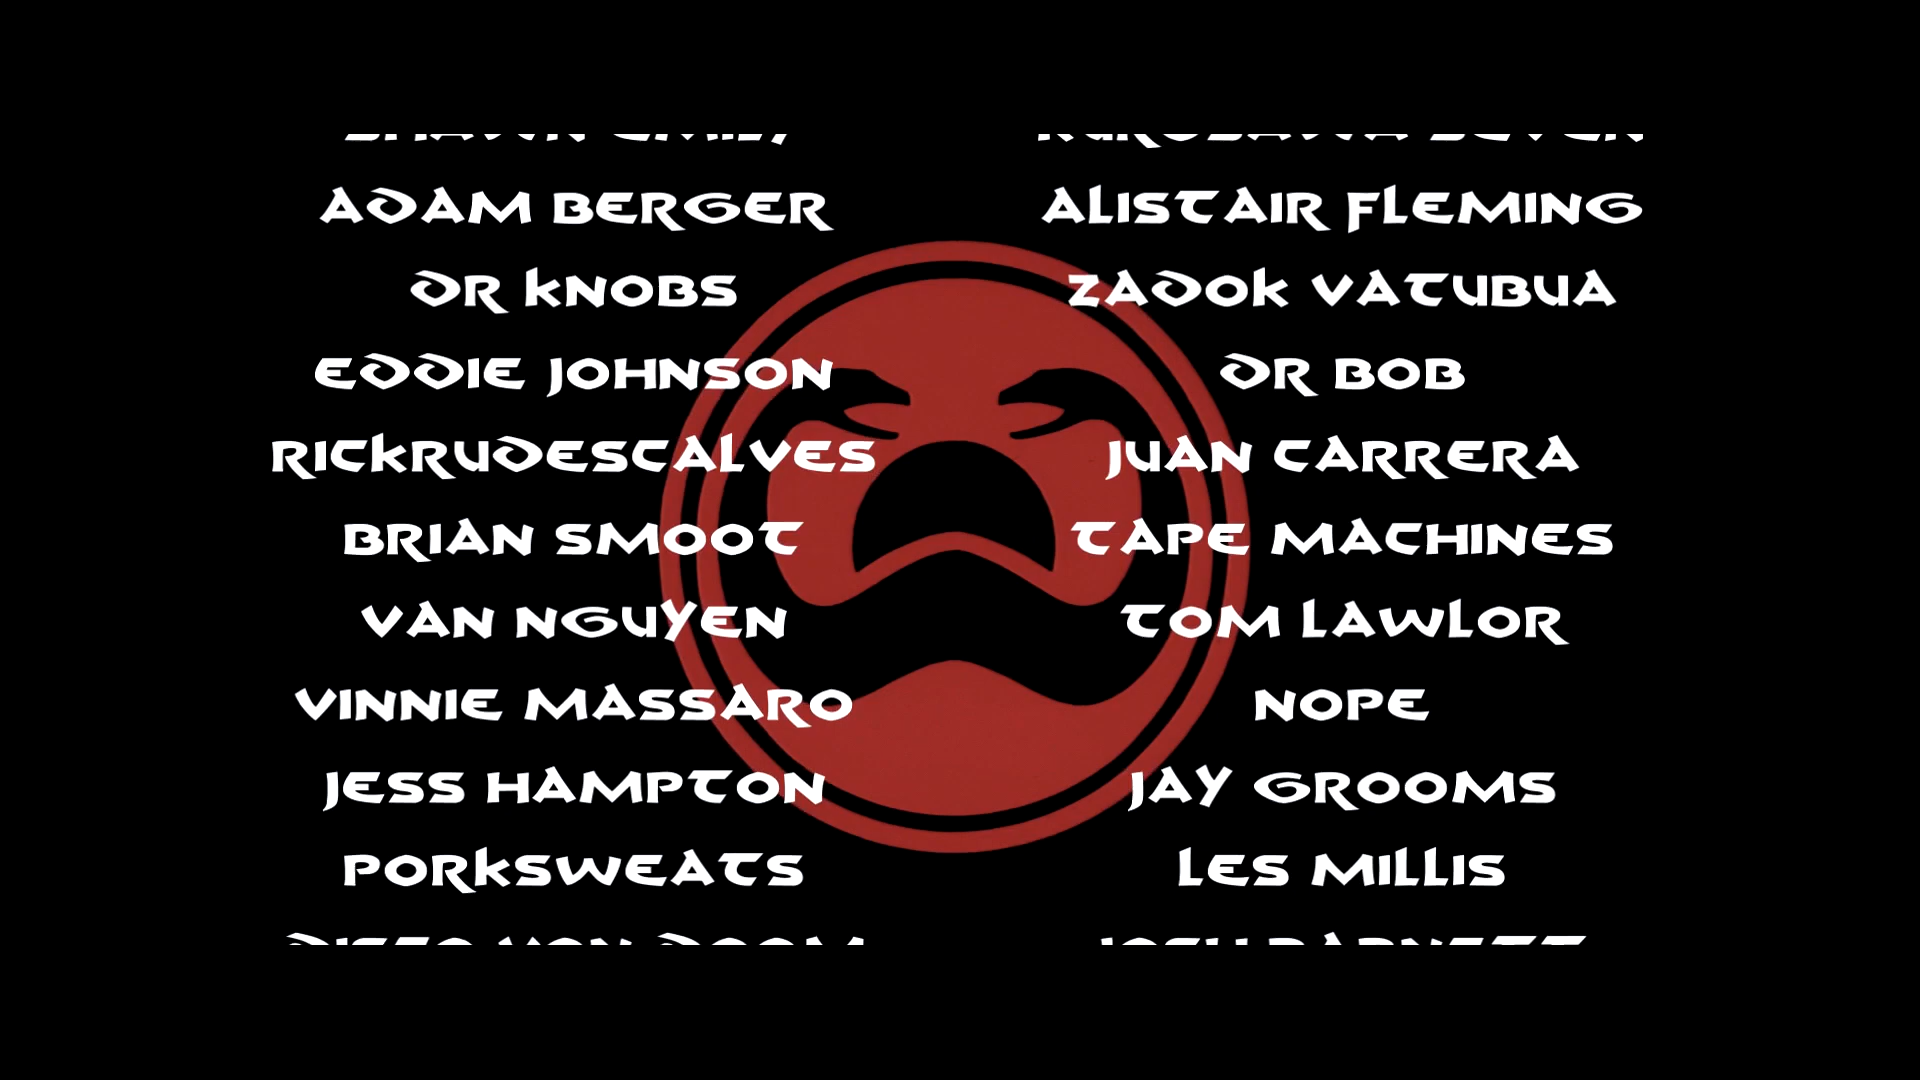 ADAM BERGER
ALISTAIR FLEMING
DR KNOBS
ZADOK VATUBUA
EDDIE JOHNSON
DR BOB
RICKRUDESCALVES
JUAN CARRERA
BRIAN SMOOT
TAPE MACHINES
VAN NGUYEN
TOM LAWLOR
VINNIE MASSARO
NOPE
JESS HAMPTON
JAY GROOMS
PORKSWEATS
LES MILLIS